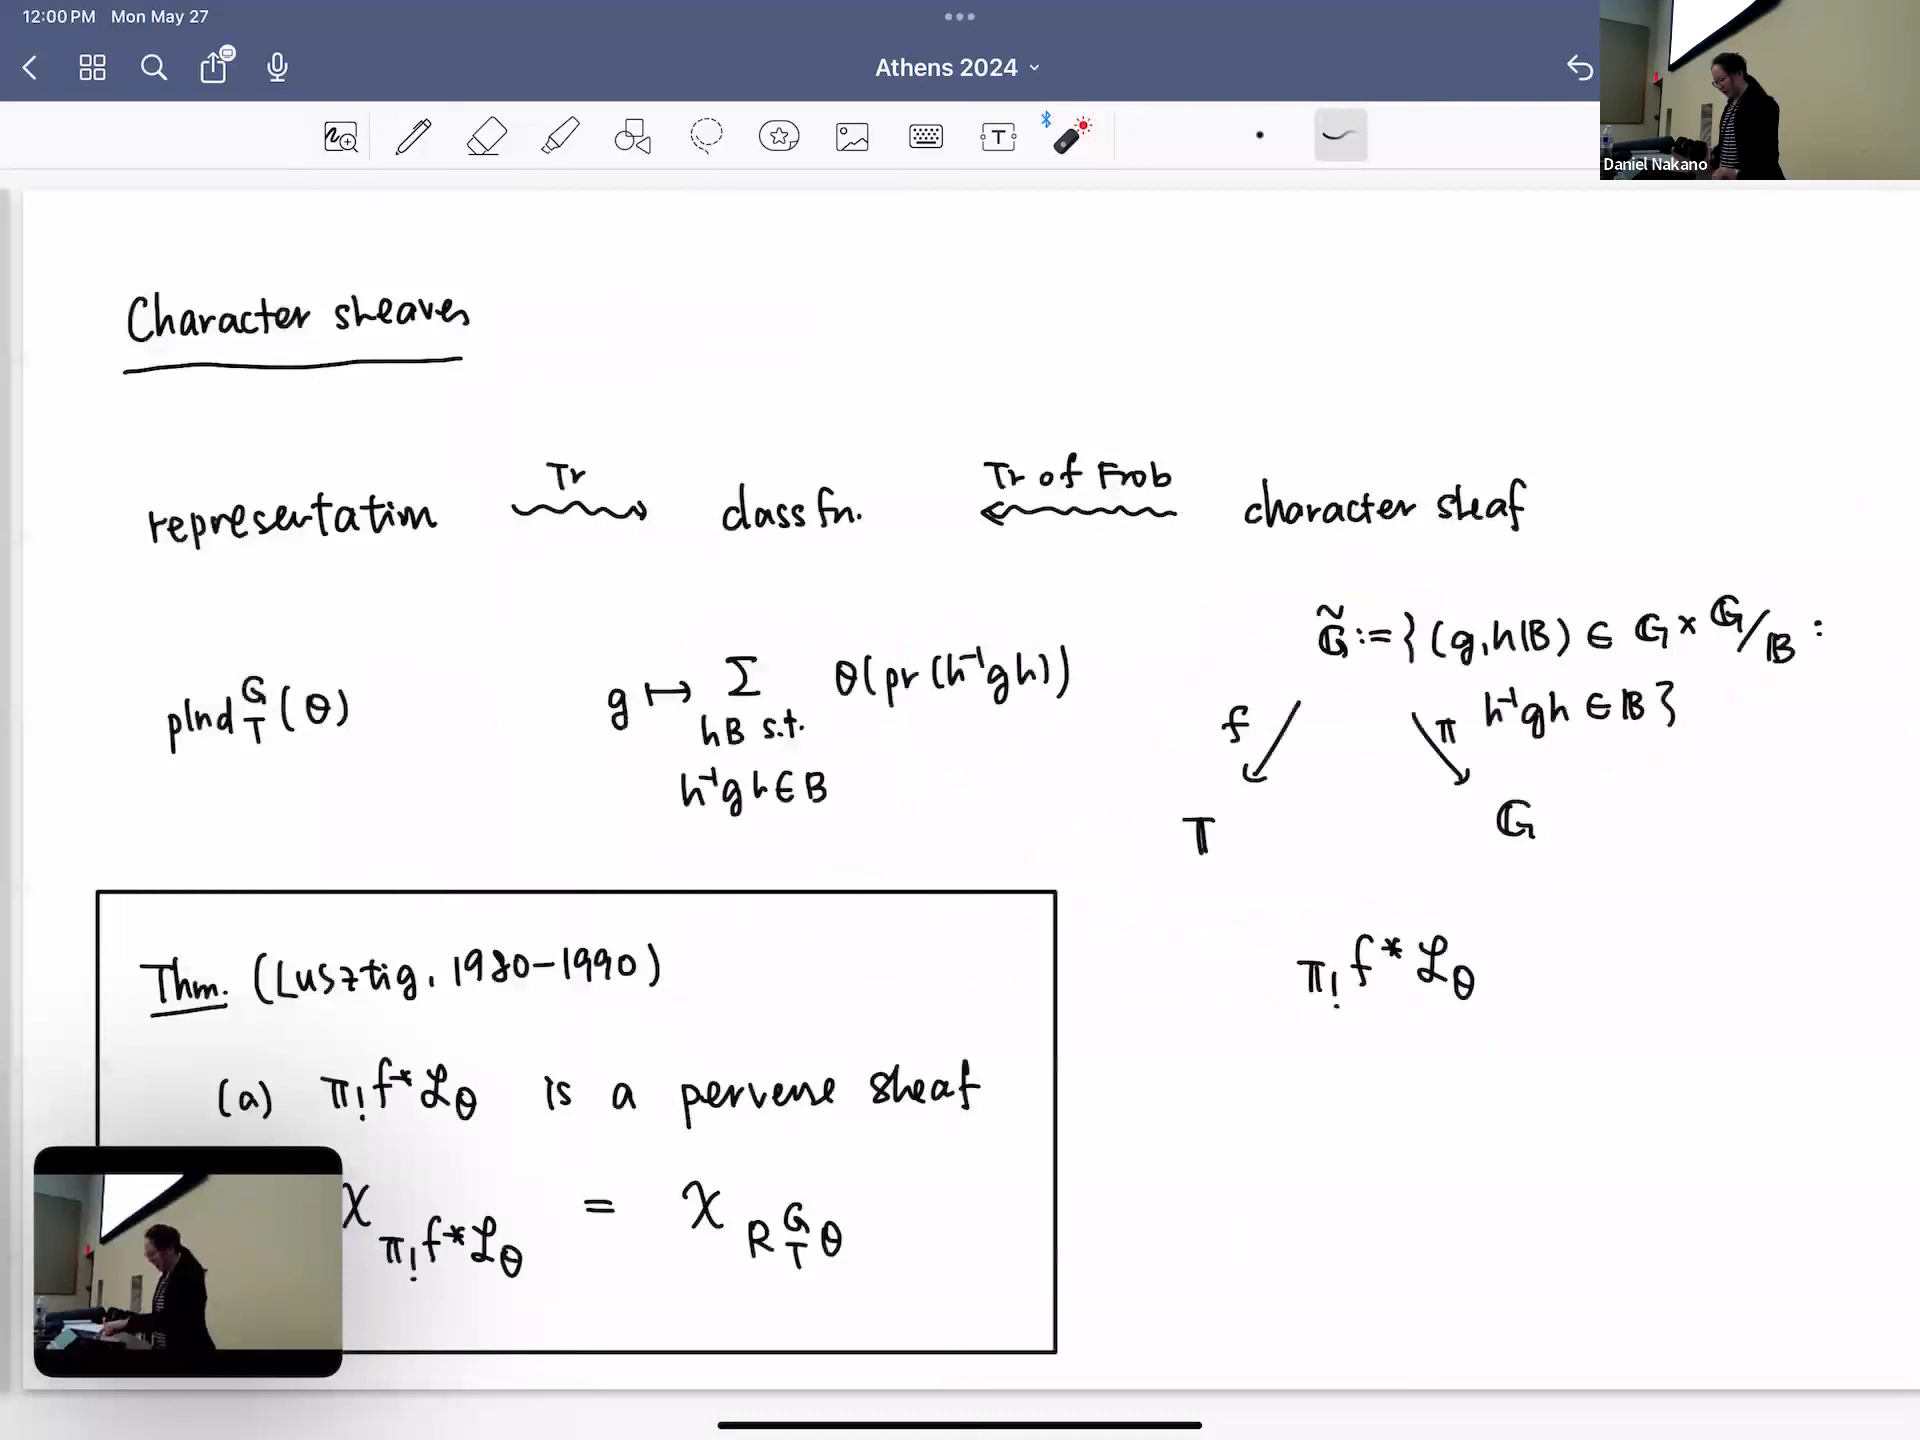 12:00 PM Mon May 27
Athens 2024
Daniel Nakano
Character sheaves
representation Tr class fn. Tr of Frob character sheaf
pInd_T^G(θ)
g ↦ Σ θ(pr(h⁻¹gh))
hB s.t.
h⁻¹gh ∈ B
𝔾̃ := {(g, h𝔹) ∈ 𝔾 × 𝔾/𝔹 :
h⁻¹gh ∈ 𝔹}
f π
𝕋 𝔾
π_! f* ℒ_θ
Thm. (Lusztig, 1980-1990)
(a) π_! f* ℒ_θ is a perverse sheaf
χ_{π_! f* ℒ_θ} = χ_{R_T^G θ}